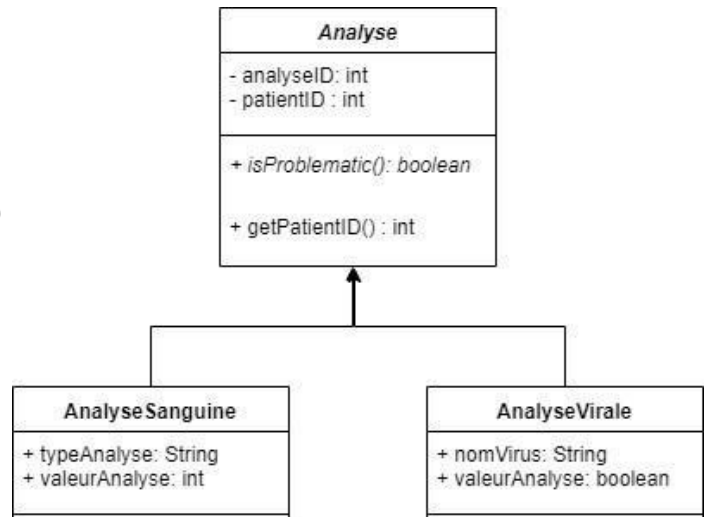 Analyse
- analyseID: int
- patientID : int
+ isProblematic(): boolean
+ getPatientID() : int
AnalyseSanguine
+ typeAnalyse: String
+ valeurAnalyse: int
AnalyseVirale
+ nomVirus: String
+ valeurAnalyse: boolean